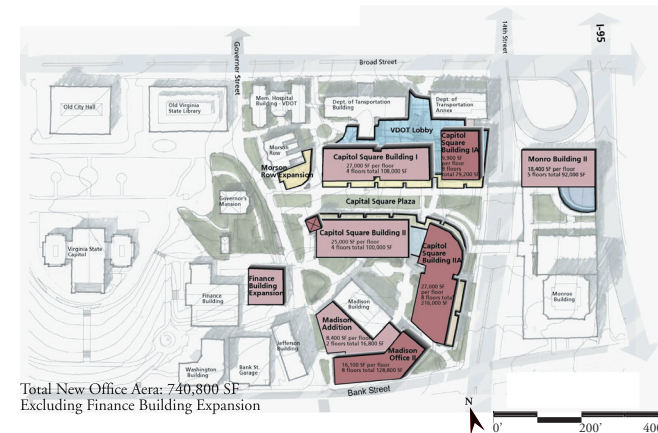 Broad Street
Governor Street
14th Street
I-95
Old City Hall
Old Virginia
State Library
Mem. Hospital
Building - VDOT
Dept. of Tansportation
Building
Dept. of
Transportation
Annex
VDOT Lobby
Capitol
Square
Building IA
9,900 SF
per floor
8 floors
total 79,200 SF
Capitol Square Building I
27,000 SF per floor
4 floors total 108,000 SF
Monro Building II
18,400 SF per floor
5 floors total 92,000 SF
Morson
Row
Morson
Row Expansion
Governor's
Mansion
Capital Square Plaza
Capitol Square Building II
25,000 SF per floor
4 floors total 100,000 SF
Capitol
Square
Building IIA
27,000 SF
per floor
8 floors total
216,000 SF
Virginia State
Capitol
Finance
Building
Finance
Building
Expansion
Madison
Building
Monroe
Building
Madison
Addition
8,400 SF per floor
2 floors total 16,800 SF
Madison
Office II
16,100 SF per floor
8 floors total 128,800 SF
Jefferson
Building
Washington
Building
Bank St.
Garage
Bank Street
Total New Office Aera: 740,800 SF
Excluding Finance Building Expansion
N
0' 200' 400